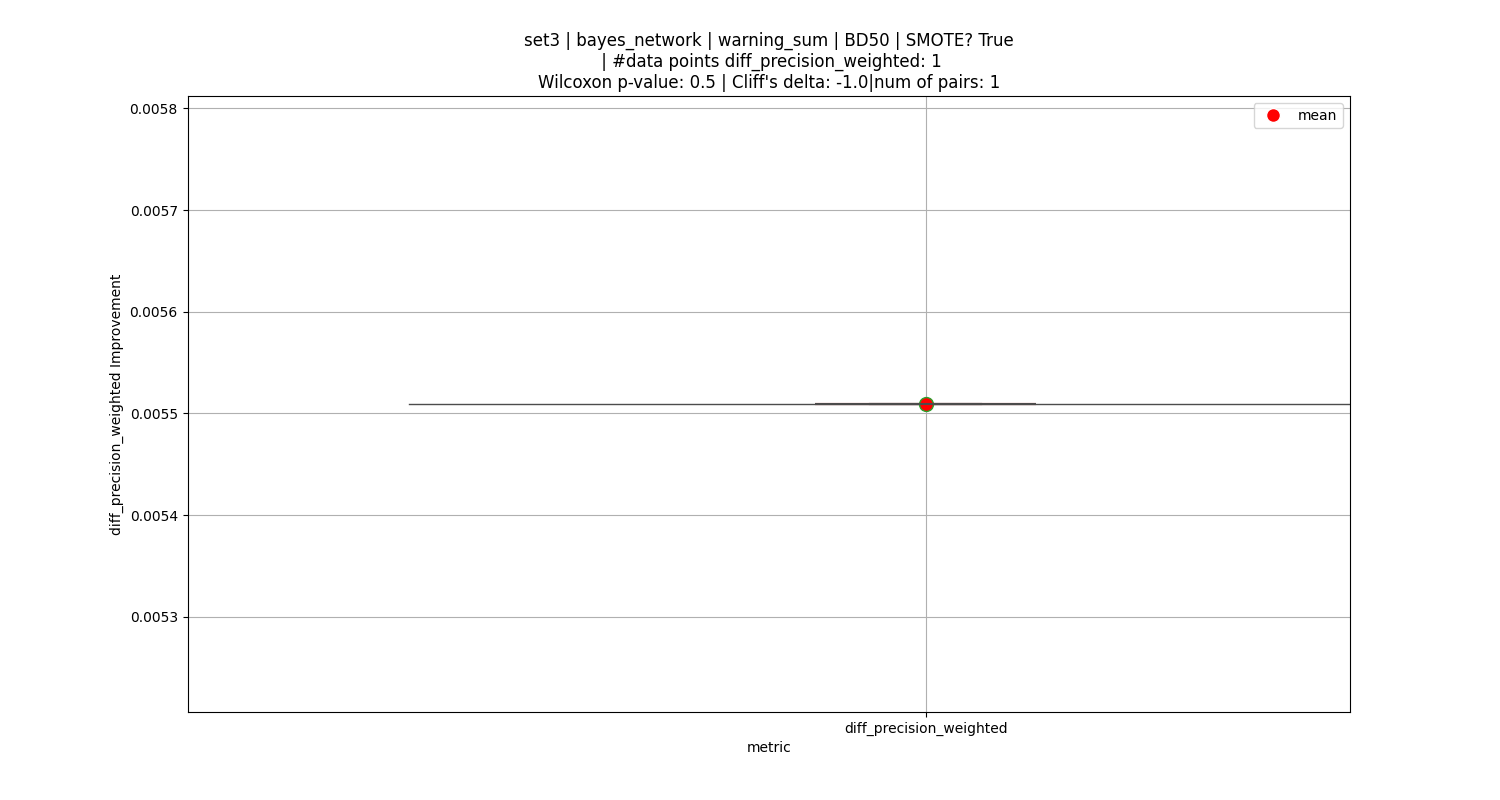 set3 | bayes_network | warning_sum | BD50 | SMOTE? True
| #data points diff_precision_weighted: 1
Wilcoxon p-value: 0.5 | Cliff's delta: -1.0|num of pairs: 1
mean
0.0058
0.0057
0.0056
0.0055
0.0054
0.0053
diff_precision_weighted Improvement
diff_precision_weighted
metric